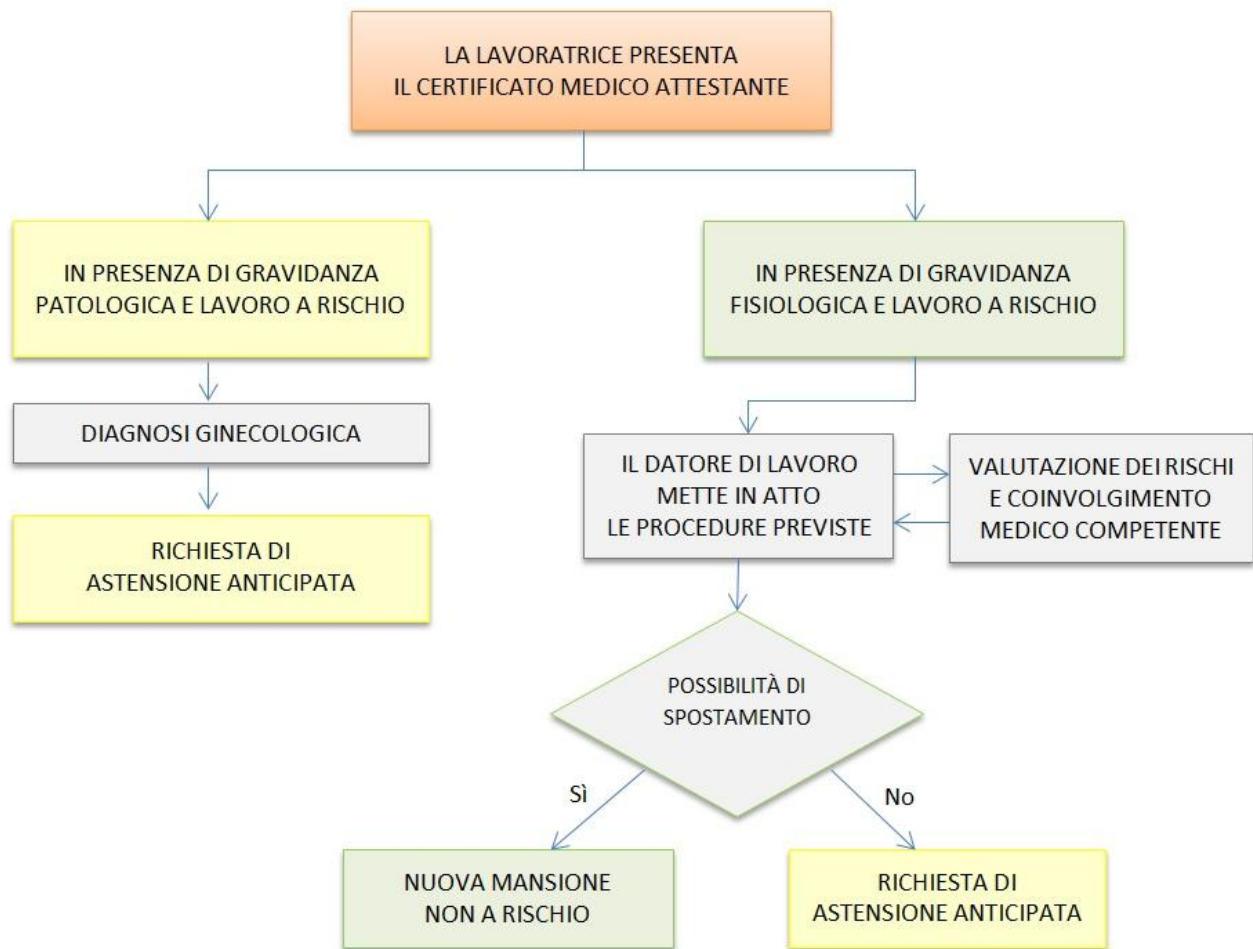 LA LAVORATRICE PRESENTA
IL CERTIFICATO MEDICO ATTESTANTE
IN PRESENZA DI GRAVIDANZA
PATOLOGICA E LAVORO A RISCHIO
IN PRESENZA DI GRAVIDANZA
FISIOLOGICA E LAVORO A RISCHIO
DIAGNOSI GINECOLOGICA
IL DATORE DI LAVORO
METTE IN ATTO
LE PROCEDURE PREVISTE
VALUTAZIONE DEI RISCHI
E COINVOLGIMENTO
MEDICO COMPETENTE
RICHIESTA DI
ASTENSIONE ANTICIPATA
POSSIBILITÀ DI
SPOSTAMENTO
Sì
No
NUOVA MANSIONE
NON A RISCHIO
RICHIESTA DI
ASTENSIONE ANTICIPATA